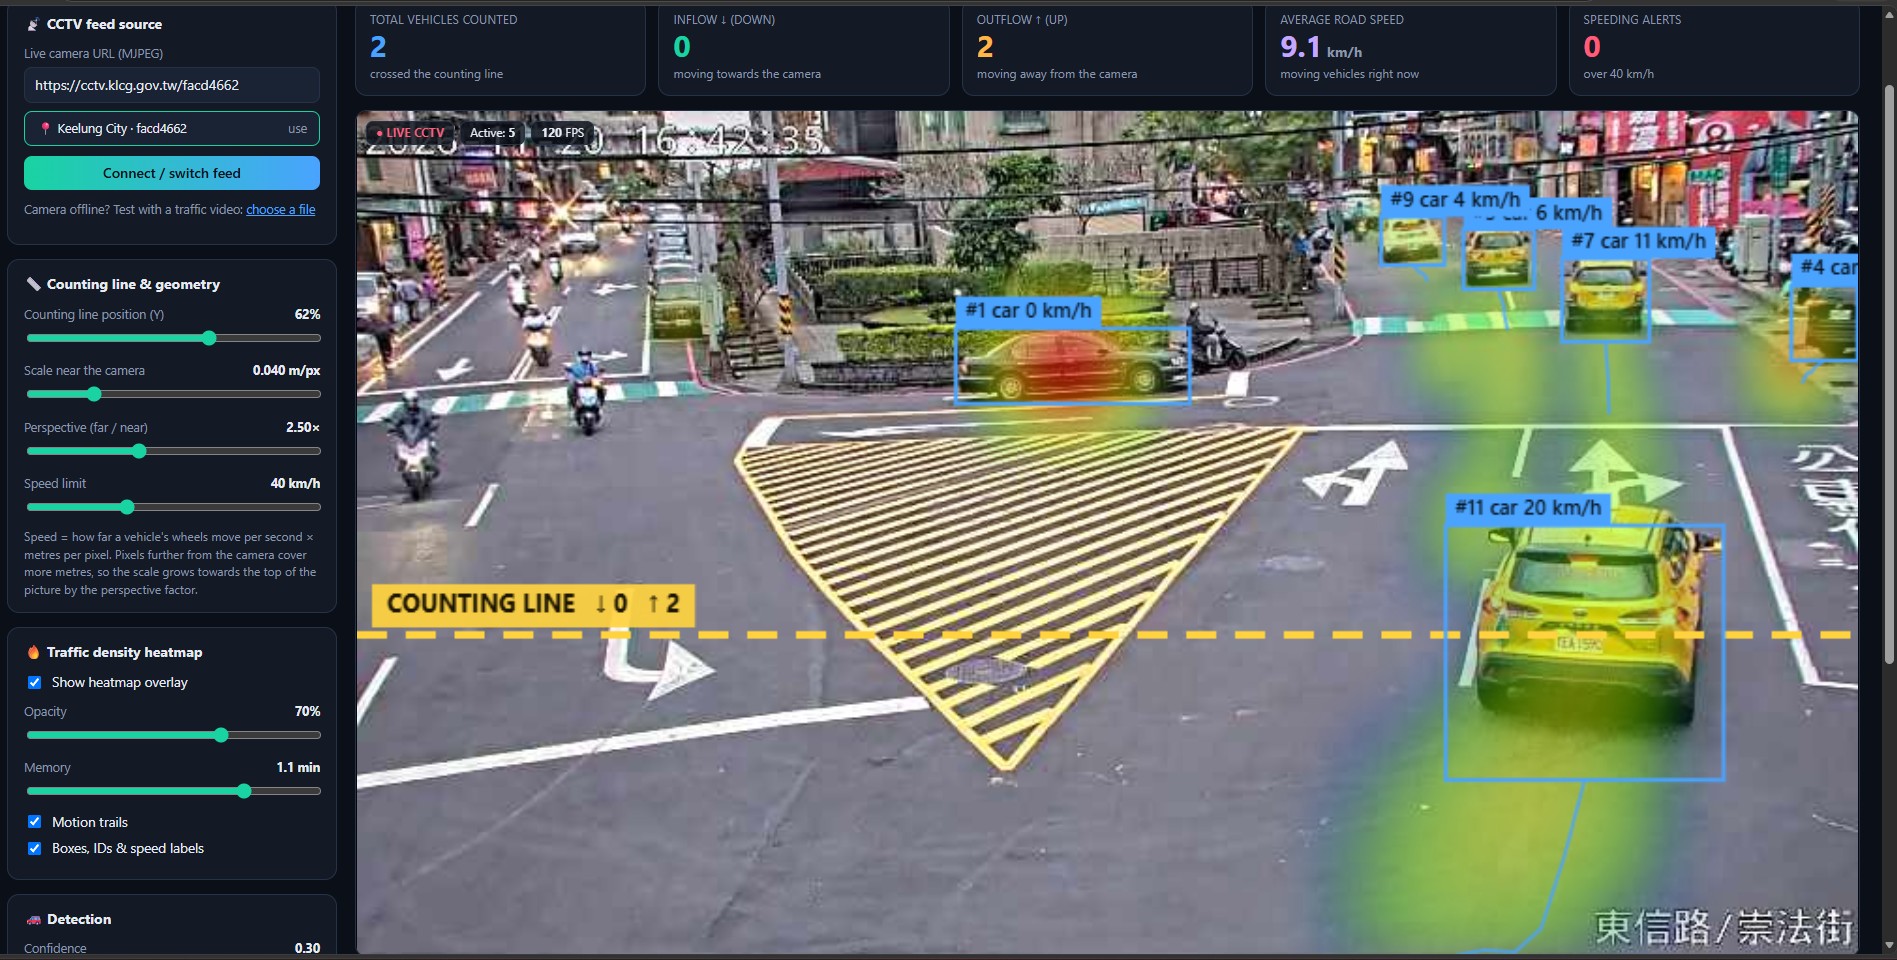 CCTV feed source
Live camera URL (MJPEG)
https://cctv.klcg.gov.tw/facd4662
Keelung City · facd4662 use
Connect / switch feed
Camera offline? Test with a traffic video: choose a file
Counting line & geometry
Counting line position (Y) 62%
Scale near the camera 0.040 m/px
Perspective (far / near) 2.50×
Speed limit 40 km/h
Speed = how far a vehicle's wheels move per second ×
metres per pixel. Pixels further from the camera cover
more metres, so the scale grows towards the top of the
picture by the perspective factor.
Traffic density heatmap
Show heatmap overlay
Opacity 70%
Memory 1.1 min
Motion trails
Boxes, IDs & speed labels
Detection
Confidence 0.30
TOTAL VEHICLES COUNTED
2
crossed the counting line
INFLOW ↓ (DOWN)
0
moving towards the camera
OUTFLOW ↑ (UP)
2
moving away from the camera
AVERAGE ROAD SPEED
9.1 km/h
moving vehicles right now
SPEEDING ALERTS
0
over 40 km/h
LIVE CCTV Active: 5 120 FPS
16:42:35
#9 car 4 km/h
6 km/h
#7 car 11 km/h
#4 car
#1 car 0 km/h
#11 car 20 km/h
COUNTING LINE ↓ 0 ↑ 2
東信路/崇法街